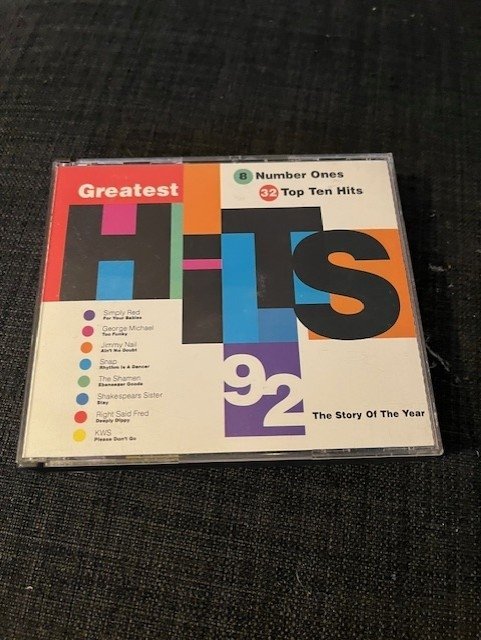 Greatest
HiTS
92
8 Number Ones
32 Top Ten Hits
Simply Red
For Your Babies
George Michael
Too Funky
Jimmy Nail
Ain't No Doubt
Snap
Rhythm Is A Dancer
The Shamen
Ebeneezer Goode
Shakespears Sister
Stay
Right Said Fred
Deeply Dippy
KWS
Please Don't Go
The Story Of The Year